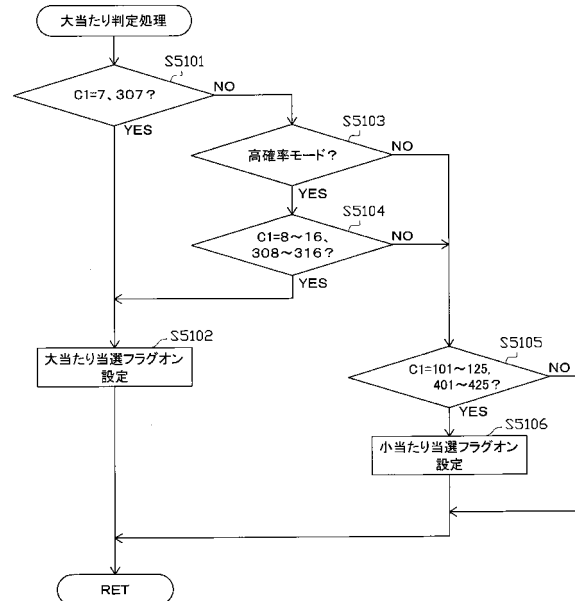 大当たり判定処理
S5101
C1=7、307?
NO
YES
S5103
高確率モード?
NO
YES
S5104
C1=8～16、
308～316?
NO
YES
S5102
大当たり当選フラグオン
設定
S5105
C1=101～125,
401～425?
NO
YES
S5106
小当たり当選フラグオン
設定
RET